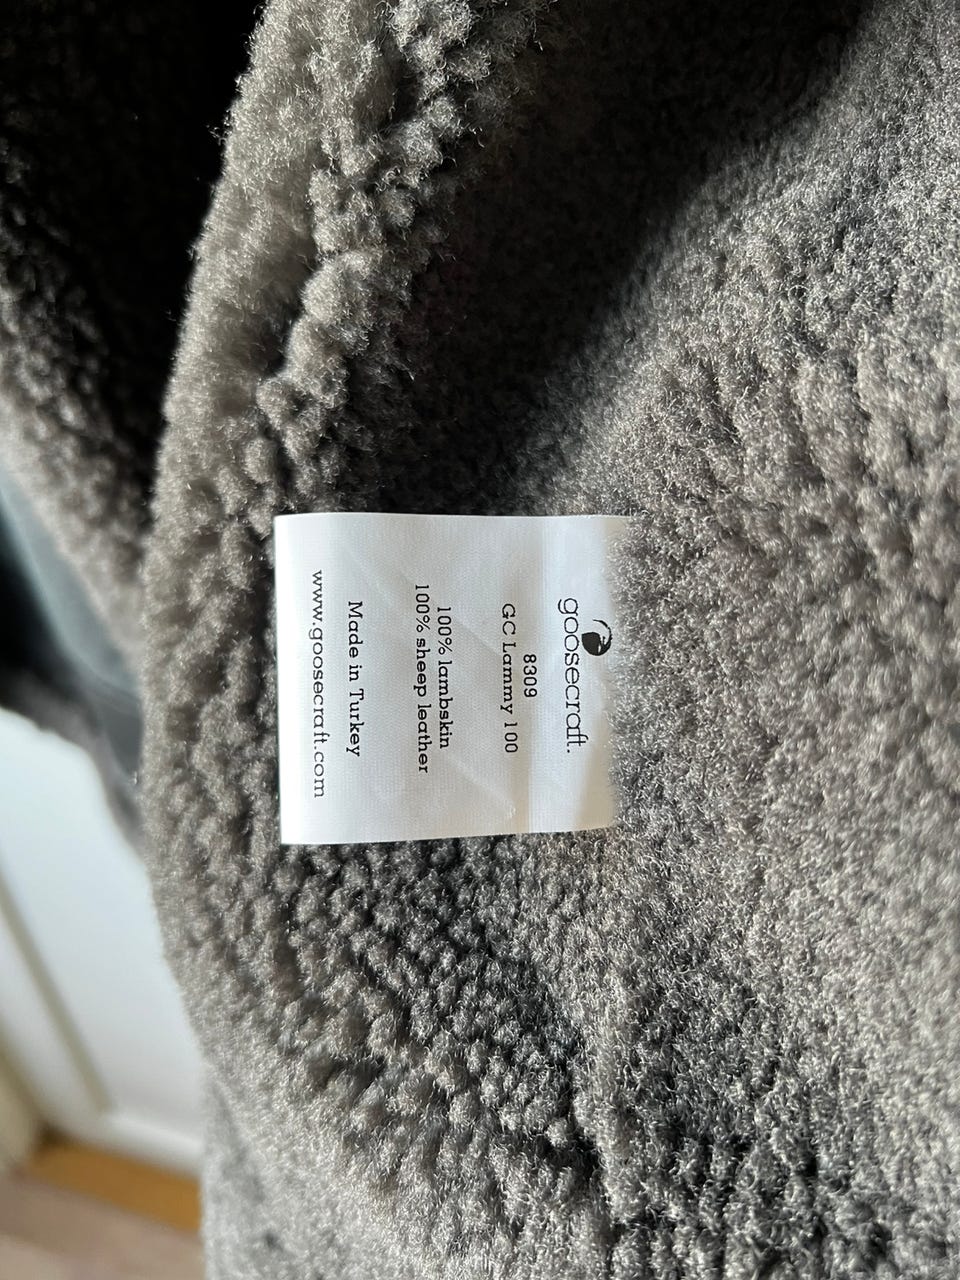 goosecraft.
8309
GC Lammy 100
100% lambskin
100% sheep leather
Made in Turkey
www.goosecraft.com